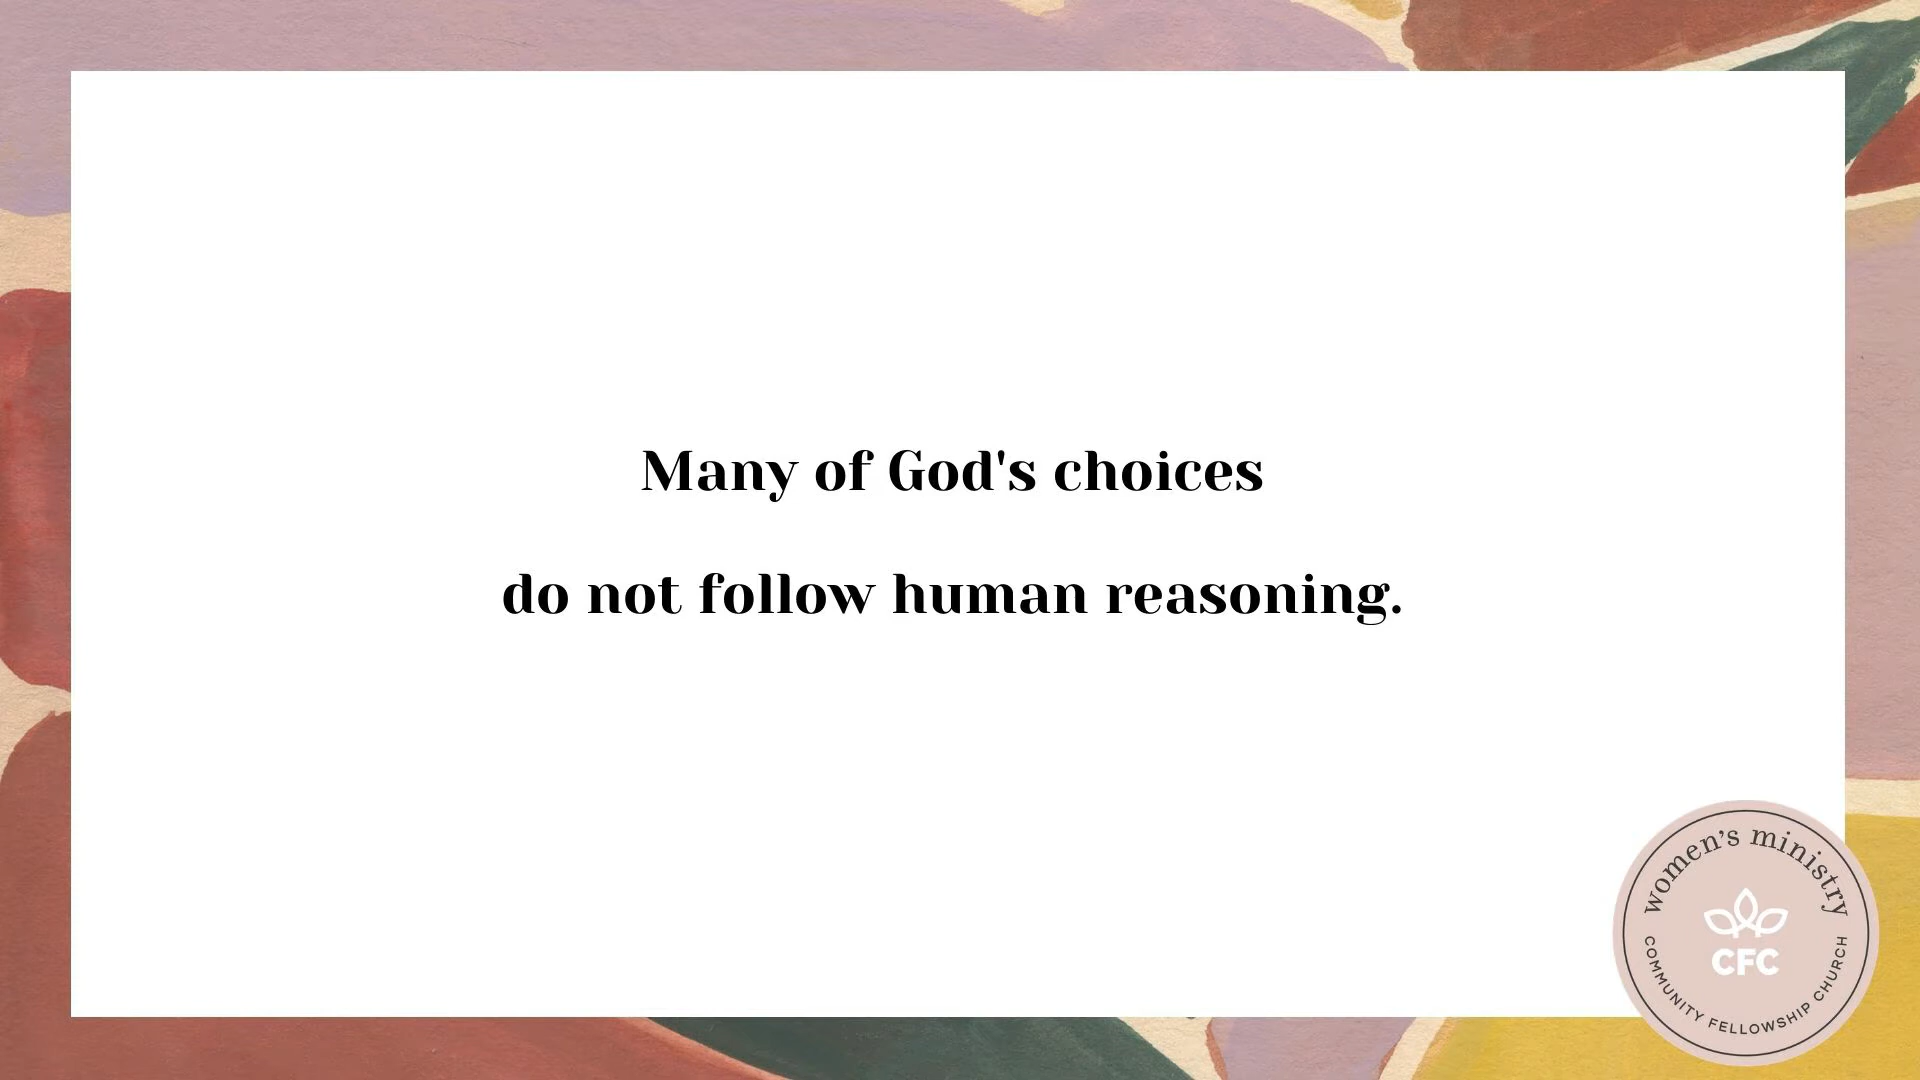 Many of God's choices
do not follow human reasoning.
women's ministry
CFC
COMMUNITY FELLOWSHIP CHURCH